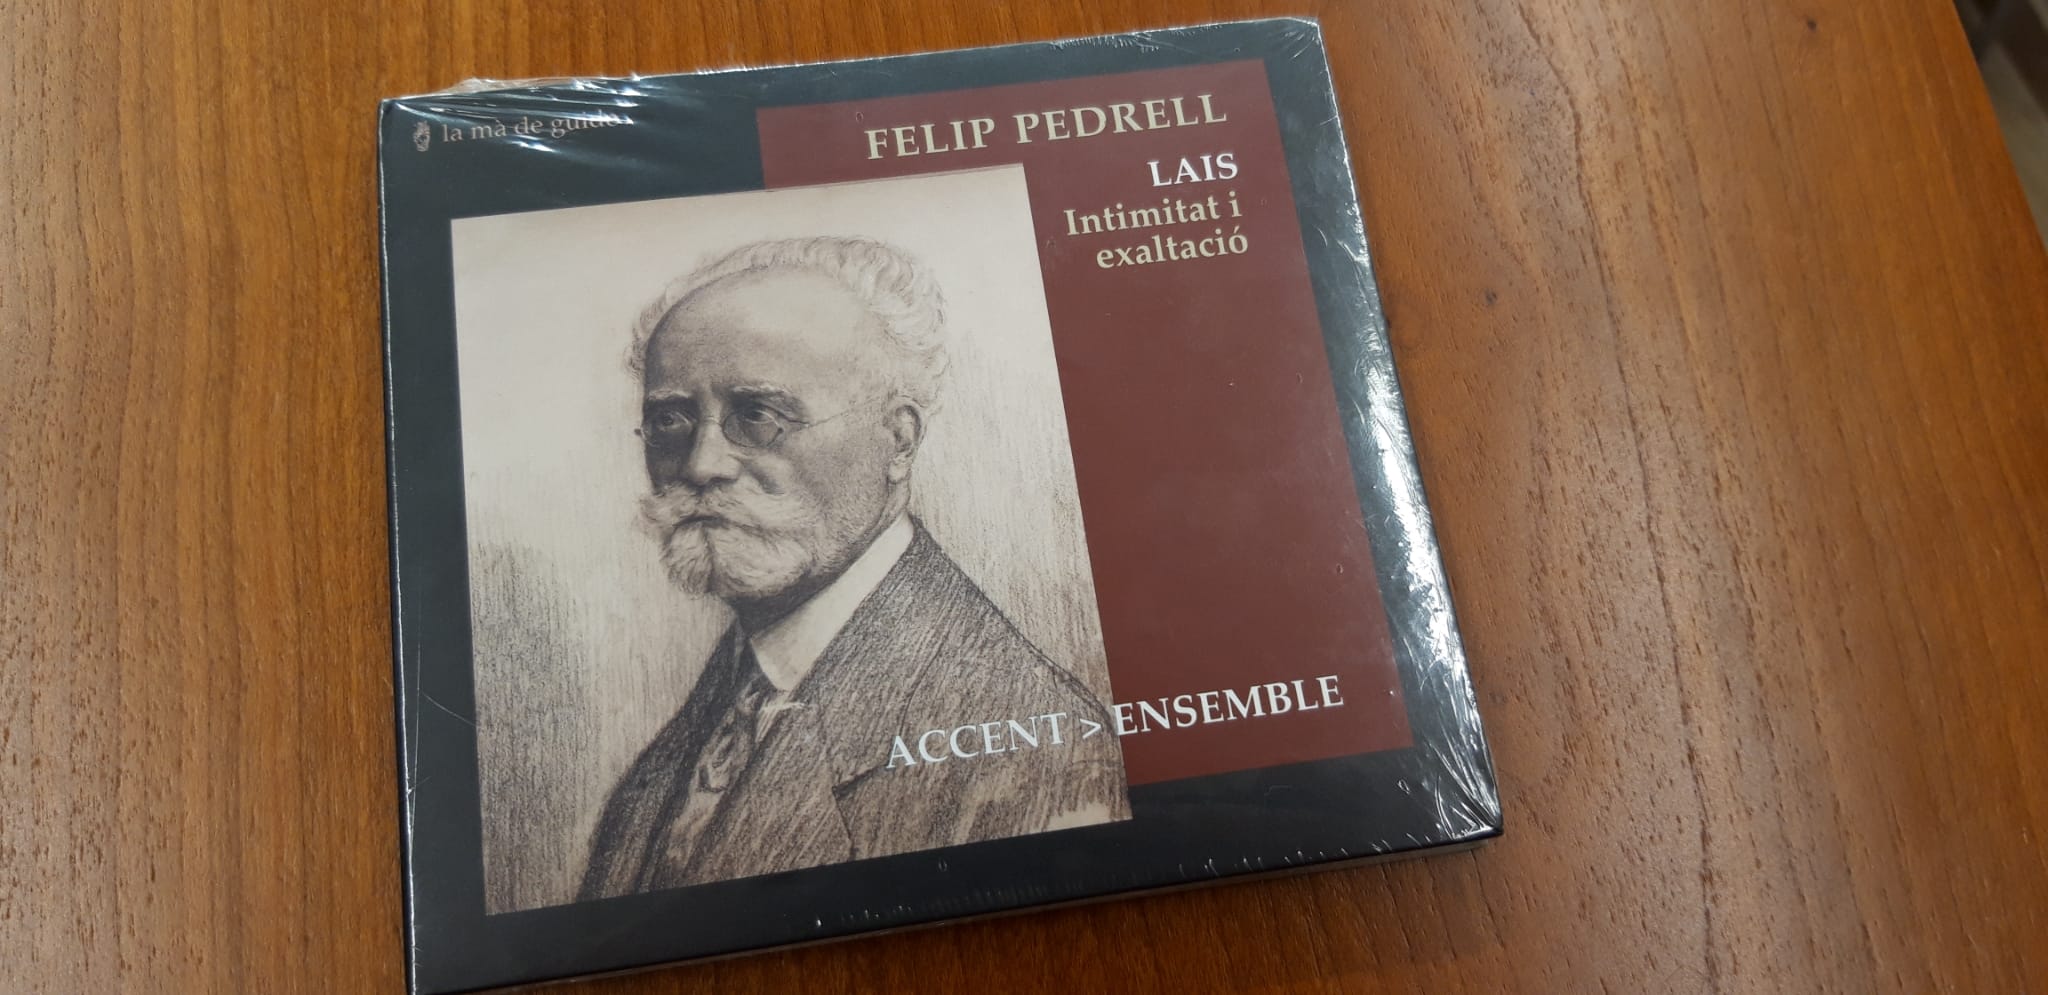 la mà de guido
FELIP PEDRELL
LAIS
Intimitat i
exaltació
ACCENT > ENSEMBLE